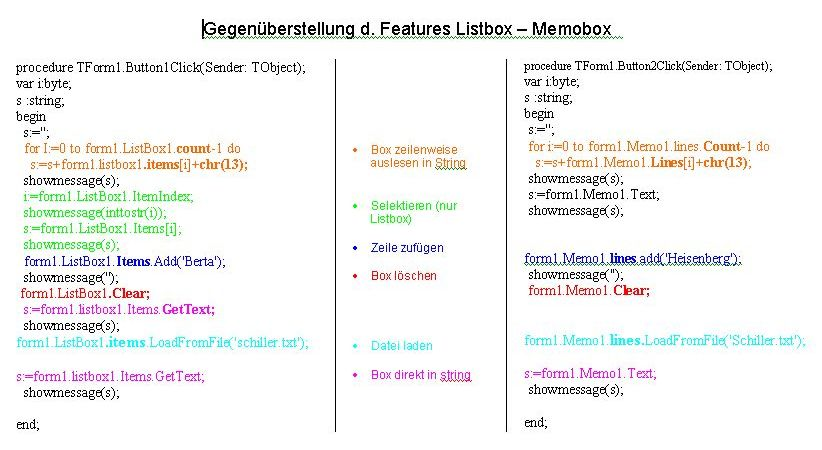 Gegenüberstellung d. Features Listbox – Memobox
procedure TForm1.Button1Click(Sender: TObject);
var i:byte;
s :string;
begin
s:='';
for I:=0 to form1.ListBox1.count-1 do
s:=s+form1.listbox1.items[i]+chr(13);
showmessage(s);
i:=form1.ListBox1.ItemIndex;
showmessage(inttostr(i));
s:=form1.ListBox1.Items[i];
showmessage(s);
form1.ListBox1.Items.Add('Berta');
showmessage('');
form1.ListBox1.Clear;
s:=form1.listbox1.Items.GetText;
showmessage(s);
form1.ListBox1.items.LoadFromFile('schiller.txt');
s:=form1.listbox1.Items.GetText;
showmessage(s);
end;
• Box zeilenweise
auslesen in String
• Selektieren (nur
Listbox)
• Zeile zufügen
• Box löschen
• Datei laden
• Box direkt in string
procedure TForm1.Button2Click(Sender: TObject);
var i:byte;
s :string;
begin
s:='';
for i:=0 to form1.Memo1.lines.Count-1 do
s:=s+form1.Memo1.Lines[i]+chr(13);
showmessage(s);
s:=form1.Memo1.Text;
showmessage(s);
form1.Memo1.lines.add('Heisenberg');
showmessage('');
form1.Memo1.Clear;
form1.Memo1.lines.LoadFromFile('Schiller.txt');
s:=form1.Memo1.Text;
showmessage(s);
end;